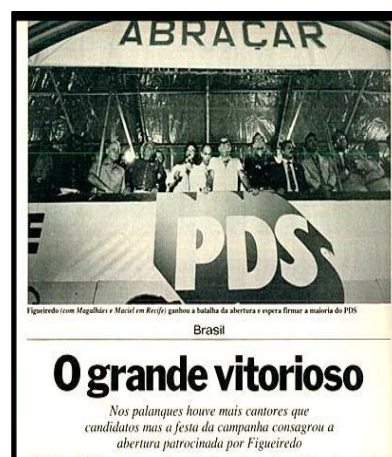 ABRAÇAR
PDS
Figueiredo (com Magalhães e Maciel em Recife) ganhou a batalha da abertura e espera firmar a maioria do PDS
Brasil
O grande vitorioso
Nos palanques houve mais cantores que
candidatos mas a festa da campanha consagrou a
abertura patrocinada por Figueiredo